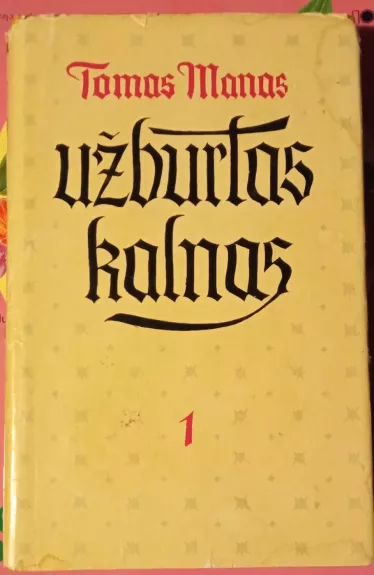 Tomas Manas
užburtas
kalnas
1